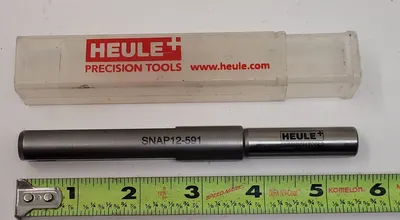 HEULE+
PRECISION TOOLS
www.heule.com
SNAP12-591
HEULE+
1 2 3 4 5 6
KOMELON